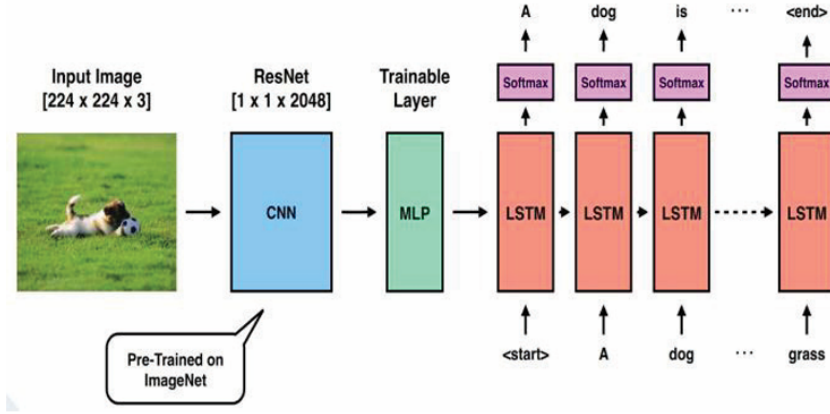 A dog is ... <end>
Input Image
[224 x 224 x 3]
ResNet
[1 x 1 x 2048]
Trainable
Layer
Softmax Softmax Softmax Softmax
CNN
MLP
LSTM LSTM LSTM LSTM
Pre-Trained on
ImageNet
<start> A dog ... grass